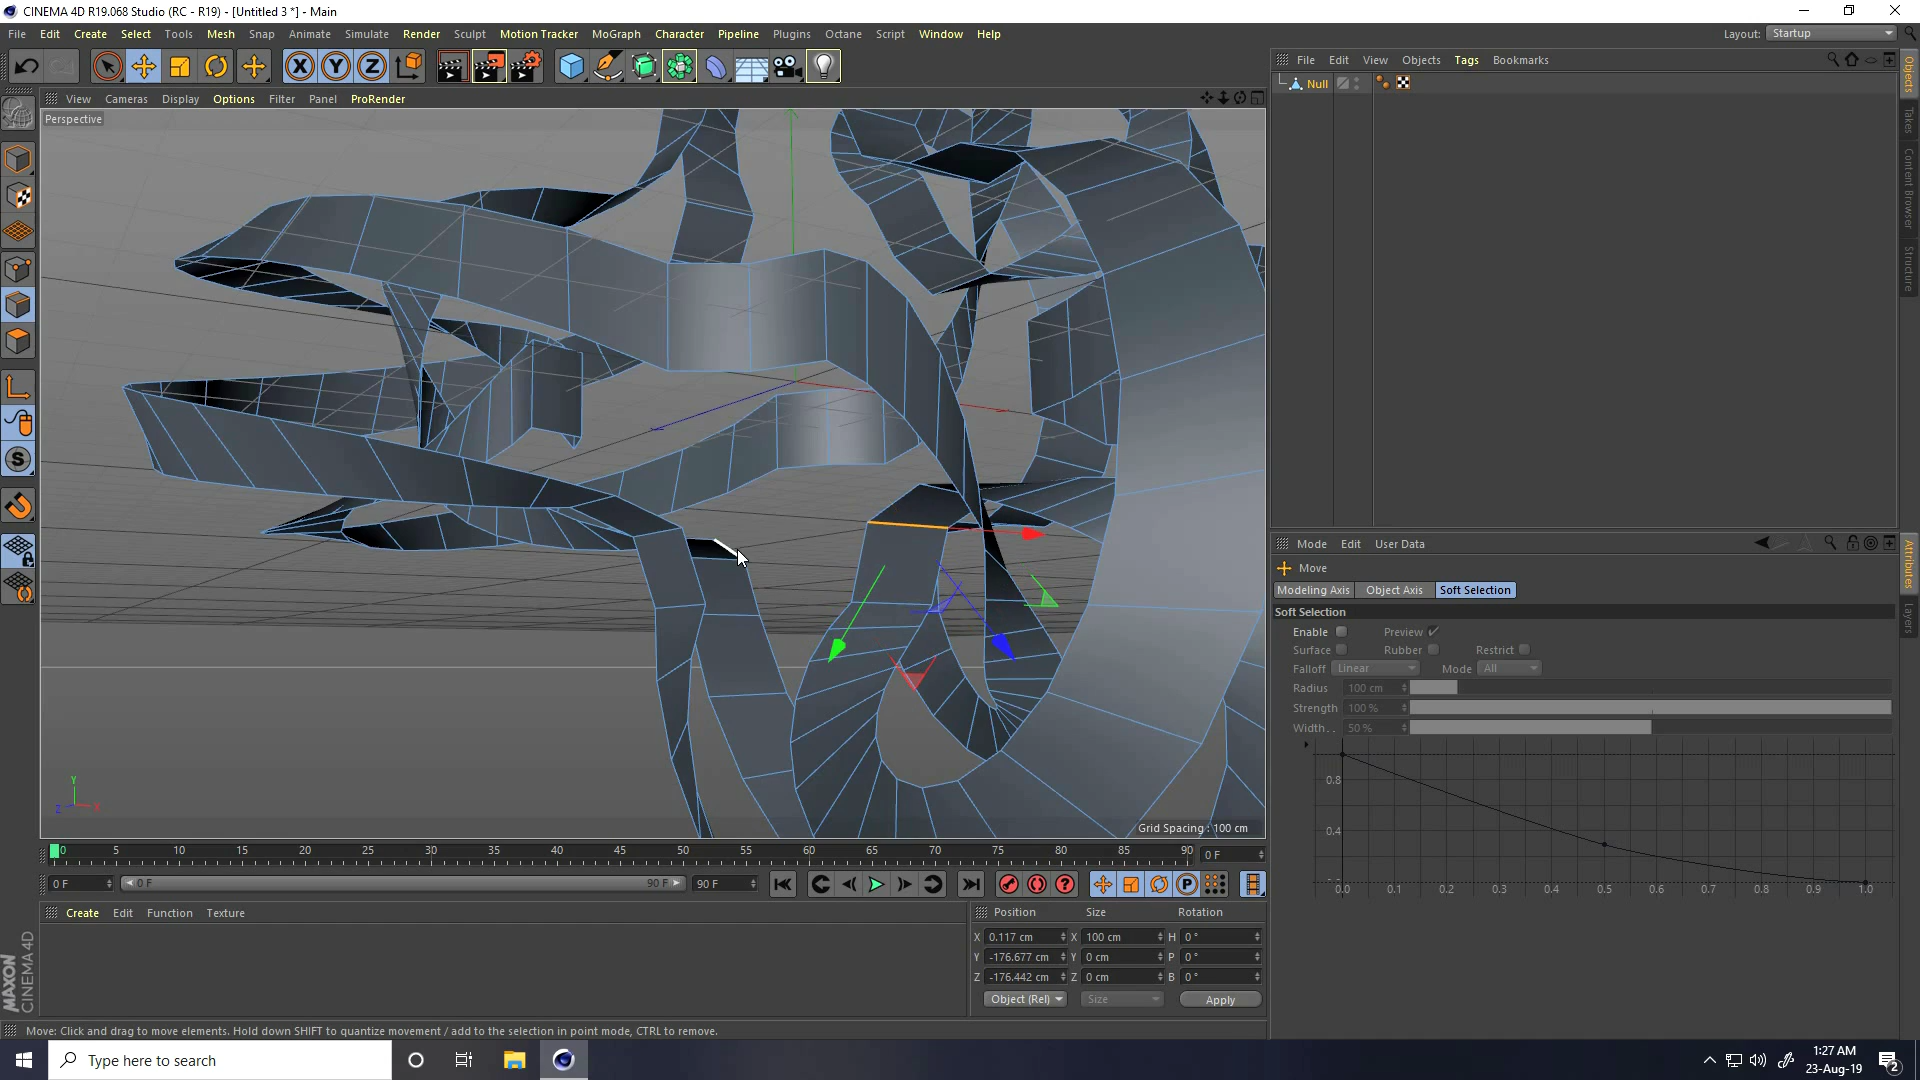 CINEMA 4D R19.068 Studio (RC - R19) - [Untitled 3 *] - Main
File Edit Create Select Tools Mesh Snap Animate Simulate Render Sculpt Motion Tracker MoGraph Character Pipeline Plugins Octane Script Window Help
Layout: Startup
View Cameras Display Options Filter Panel ProRender
Perspective
Grid Spacing : 100 cm
Y
X
Z
File Edit View Objects Tags Bookmarks
Null
Objects
Takes
Content Browser
Structure
Mode Edit User Data
Move
Modeling Axis Object Axis Soft Selection
Soft Selection
Enable Preview
Surface Rubber Restrict
Falloff Linear Mode All
Radius 100 cm
Strength 100 %
Width.. 50 %
0.8
0.4
0.0 0.1 0.2 0.3 0.4 0.5 0.6 0.7 0.8 0.9 1.0
Attributes
Layers
0 5 10 15 20 25 30 35 40 45 50 55 60 65 70 75 80 85 90 0 F
0 F 0 F 90 F 90 F
Create Edit Function Texture
Position Size Rotation
X 0.117 cm X 100 cm H 0 °
Y -176.677 cm Y 0 cm P 0 °
Z -176.442 cm Z 0 cm B 0 °
Object (Rel) Size Apply
MAXON
CINEMA 4D
Move: Click and drag to move elements. Hold down SHIFT to quantize movement / add to the selection in point mode, CTRL to remove.
Type here to search
1:27 AM
23-Aug-19
2